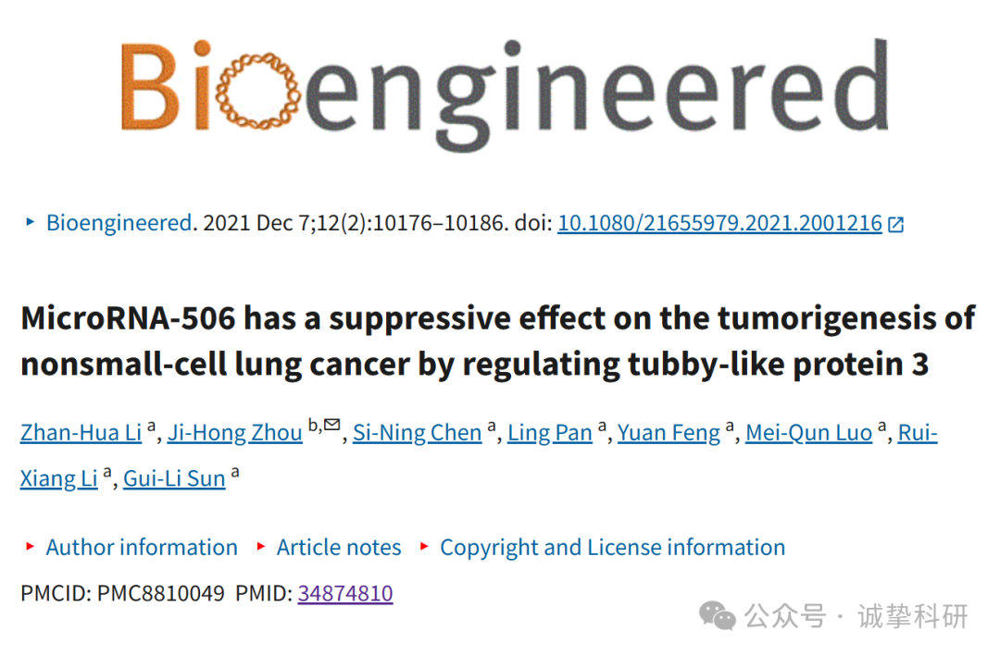 Bioengineered
Bioengineered. 2021 Dec 7;12(2):10176–10186. doi: 10.1080/21655979.2021.2001216
MicroRNA-506 has a suppressive effect on the tumorigenesis of
nonsmall-cell lung cancer by regulating tubby-like protein 3
Zhan-Hua Li a, Ji-Hong Zhou b,✉, Si-Ning Chen a, Ling Pan a, Yuan Feng a, Mei-Qun Luo a, Rui-
Xiang Li a, Gui-Li Sun a
‣ Author information ‣ Article notes ‣ Copyright and License information
PMCID: PMC8810049 PMID: 34874810
公众号 · 诚挚科研